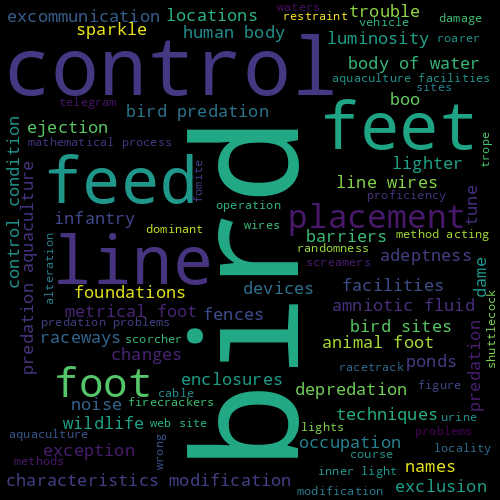 waters
excommunication
locations
restraint
trouble
vehicle
damage
sparkle
human body
luminosity
roarer
control
body of water
aquaculture facilities
sites
telegram
bird predation
boo
feet
ejection
mathematical process
trope
control condition
predation aquaculture
feed
fomite
bird
lighter
line wires
proficiency
operation
placement
tune
infantry
wires
dominant
barriers
method acting
randomness
line
screamers
adeptness
dame
alteration
foundations
devices
facilities
amniotic fluid
shuttlecock
metrical foot
fences
predation problems
bird sites
predation
raceways
scorcher
animal foot
changes
racetrack
ponds
foot
enclosures
figure
cable
depredation
noise
firecrackers
techniques
urine
wildlife
web site
lights
problems
aquaculture
wrong
occupation
exception
course
locality
methods
names
inner light
characteristics
modification
exclusion
modification